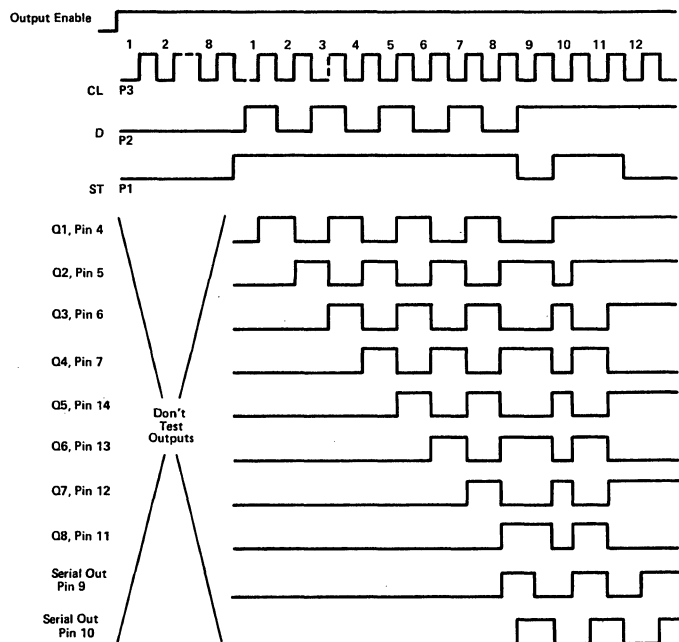 Output Enable
1 2 8 1 2 3 4 5 6 7 8 9 10 11 12
CL P3
D
P2
ST P1
Q1, Pin 4
Q2, Pin 5
Q3, Pin 6
Q4, Pin 7
Q5, Pin 14
Don't
Test
Outputs
Q6, Pin 13
Q7, Pin 12
Q8, Pin 11
Serial Out
Pin 9
Serial Out
Pin 10